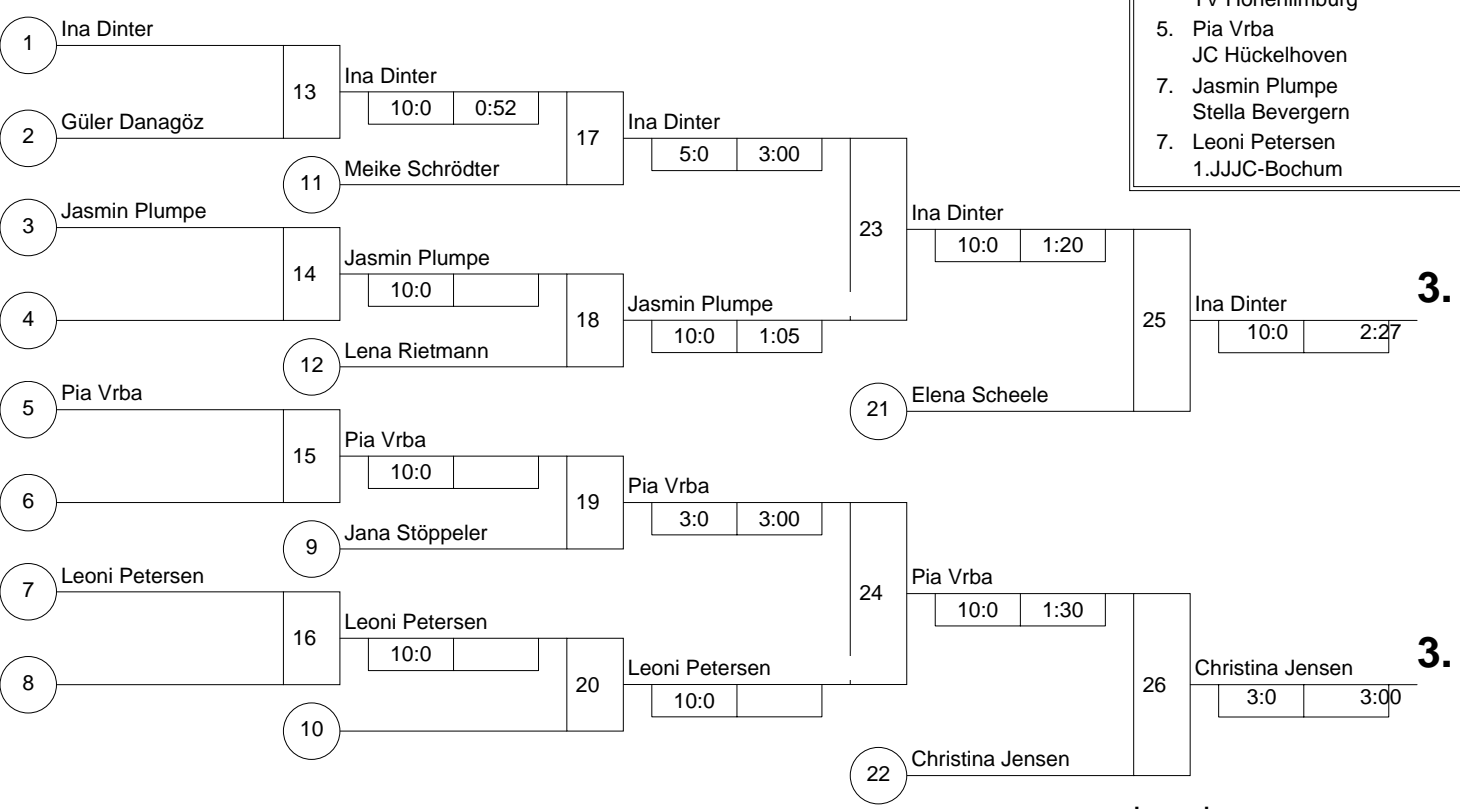 TV Hohenlimburg
5. Pia Vrba
JC Hückelhoven
7. Jasmin Plumpe
Stella Bevergern
7. Leoni Petersen
1.JJJC-Bochum
1 Ina Dinter
2 Güler Danagöz
3 Jasmin Plumpe
4
5 Pia Vrba
6
7 Leoni Petersen
8
13 Ina Dinter
10:0 0:52
11 Meike Schrödter
14 Jasmin Plumpe
10:0
12 Lena Rietmann
15 Pia Vrba
10:0
9 Jana Stöppeler
16 Leoni Petersen
10:0
10
17 Ina Dinter
5:0 3:00
18 Jasmin Plumpe
10:0 1:05
19 Pia Vrba
3:0 3:00
20 Leoni Petersen
10:0
23 Ina Dinter
10:0 1:20
21 Elena Scheele
24 Pia Vrba
10:0 1:30
22 Christina Jensen
25 Ina Dinter 3.
10:0 2:27
26 Christina Jensen 3.
3:0 3:00